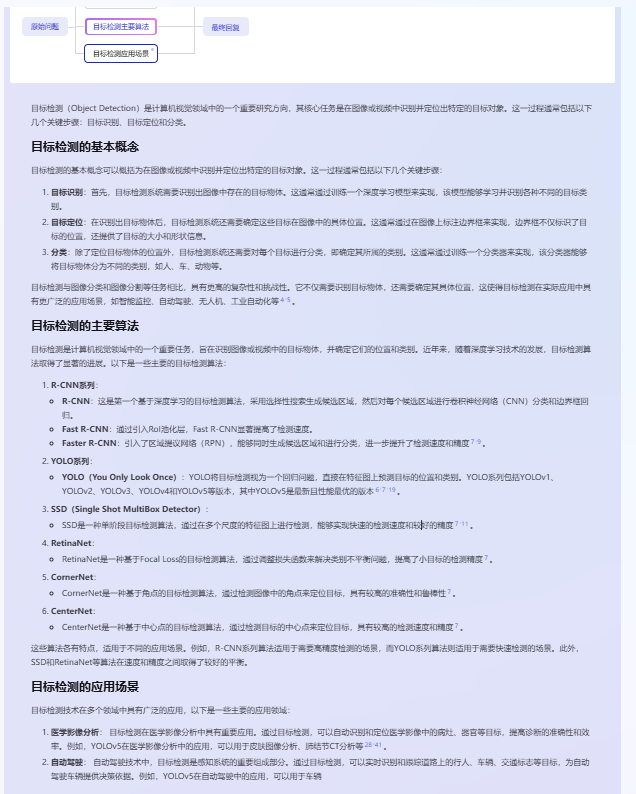 原始问题
目标检测主要算法
最终回复
目标检测应用场景
目标检测（Object Detection）是计算机视觉领域中的一个重要研究方向，其核心任务是在图像或视频中识别并定位出特定的目标对象。这一过程通常包括以下
几个关键步骤：目标识别、目标定位和分类。
目标检测的基本概念
目标检测的基本概念可以概括为在图像或视频中识别并定位出特定的目标对象。这一过程通常包括以下几个关键步骤：
1. 目标识别：首先，目标检测系统需要识别出图像中存在的目标物体。这通常通过训练一个深度学习模型来实现，该模型能够学习并识别各种不同的目标类
别。
2. 目标定位：在识别出目标物体后，目标检测系统还需要确定这些目标在图像中的具体位置。这通常通过在图像上标注边界框来实现，边界框不仅标识了目
标的位置，还提供了目标的大小和形状信息。
3. 分类：除了定位目标物体的位置外，目标检测系统还需要对每个目标进行分类，即确定其所属的类别。这通常通过训练一个分类器来实现，该分类器能够
将目标物体分为不同的类别，如人、车、动物等。
目标检测与图像分类和图像分割等任务相比，具有更高的复杂性和挑战性。它不仅需要识别目标物体，还需要确定其具体位置，这使得目标检测在实际应用中具
有更广泛的应用场景，如智能监控、自动驾驶、无人机、工业自动化等 4 · 5 。
目标检测的主要算法
目标检测是计算机视觉领域中的一个重要任务，旨在识别图像或视频中的目标物体，并确定它们的位置和类别。近年来，随着深度学习技术的发展，目标检测算
法取得了显著的进展。以下是一些主要的目标检测算法：
1. R-CNN系列：
R-CNN：这是第一个基于深度学习的目标检测算法，采用选择性搜索生成候选区域，然后对每个候选区域进行卷积神经网络（CNN）分类和边界框回
归。
Fast R-CNN：通过引入RoI池化层，Fast R-CNN显著提高了检测速度。
Faster R-CNN：引入了区域提议网络（RPN），能够同时生成候选区域和进行分类，进一步提升了检测速度和精度 7 · 9 。
2. YOLO系列：
YOLO（You Only Look Once）：YOLO将目标检测视为一个回归问题，直接在特征图上预测目标的位置和类别。YOLO系列包括YOLOv1、
YOLOv2、YOLOv3、YOLOv4和YOLOv5等版本，其中YOLOv5是最新且性能最优的版本 6 · 7 · 19 。
3. SSD（Single Shot MultiBox Detector）：
SSD是一种单阶段目标检测算法，通过在多个尺度的特征图上进行检测，能够实现快速的检测速度和较好的精度 7 · 11 。
4. RetinaNet：
RetinaNet是一种基于Focal Loss的目标检测算法，通过调整损失函数来解决类别不平衡问题，提高了小目标的检测精度 7 。
5. CornerNet：
CornerNet是一种基于角点的目标检测算法，通过检测图像中的角点来定位目标，具有较高的准确性和鲁棒性 7 。
6. CenterNet：
CenterNet是一种基于中心点的目标检测算法，通过检测目标的中心点来定位目标，具有较高的检测速度和精度 7 。
这些算法各有特点，适用于不同的应用场景。例如，R-CNN系列算法适用于需要高精度检测的场景，而YOLO系列算法则适用于需要快速检测的场景。此外，
SSD和RetinaNet等算法在速度和精度之间取得了较好的平衡。
目标检测的应用场景
目标检测技术在多个领域中具有广泛的应用，以下是一些主要的应用领域：
1. 医学影像分析： 目标检测在医学影像分析中具有重要应用。通过目标检测，可以自动识别和定位医学影像中的病灶、器官等目标，提高诊断的准确性和效
率。例如，YOLOv5在医学影像分析中的应用，可以用于皮肤图像分析、肺结节CT分析等 28 · 41 。
2. 自动驾驶： 自动驾驶技术中，目标检测是感知系统的重要组成部分。通过目标检测，可以实时识别和跟踪道路上的行人、车辆、交通标志等目标，为自动
驾驶车辆提供决策依据。例如，YOLOv5在自动驾驶中的应用，可以用于车辆